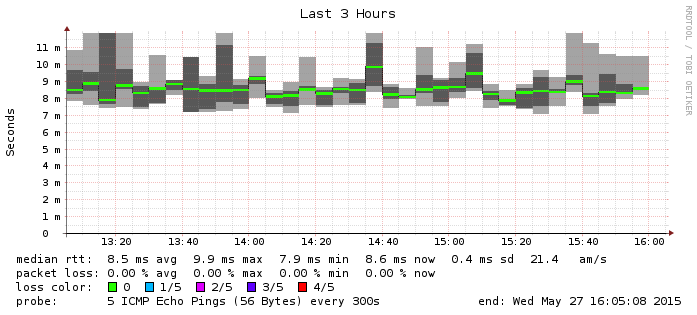 Last 3 Hours
RRDTOOL / TOBI OETIKER
Seconds
11 m
10 m
9 m
8 m
7 m
6 m
5 m
4 m
3 m
2 m
1 m
0
13:20 13:40 14:00 14:20 14:40 15:00 15:20 15:40 16:00
median rtt: 8.5 ms avg 9.9 ms max 7.9 ms min 8.6 ms now 0.4 ms sd 21.4 am/s
packet loss: 0.00 % avg 0.00 % max 0.00 % min 0.00 % now
loss color: 0 1/5 2/5 3/5 4/5
probe: 5 ICMP Echo Pings (56 Bytes) every 300s end: Wed May 27 16:05:08 2015